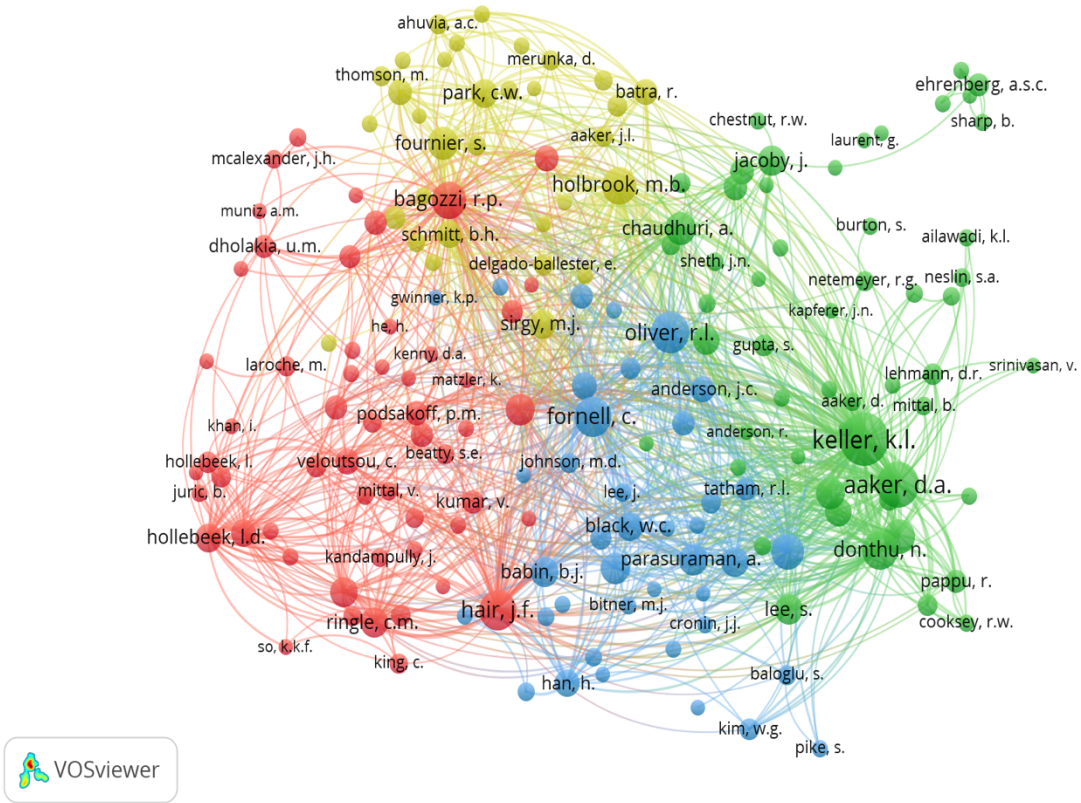 ahuvia, a.c.
merunka, d.
thomson, m.
park, c.w.
batra, r.
ehrenberg, a.s.c.
chestnut, r.w.
sharp, b.
aaker, j.l.
laurent, g.
fournier, s.
mcalexander, j.h.
jacoby, j.
holbrook, m.b.
bagozzi, r.p.
muniz, a.m.
burton, s.
chaudhuri, a.
ailawadi, k.l.
schmitt, b.h.
dholakia, u.m.
delgado-ballester, e.
sheth, j.n.
netemeyer, r.g.
neslin, s.a.
gwinner, k.p.
kapferer, j.n.
he, h.
sirgy, m.j.
oliver, r.l.
gupta, s.
kenny, d.a.
laroche, m.
srinivasan, v.
lehmann, d.r.
matzler, k.
anderson, j.c.
aaker, d.
mittal, b.
podsakoff, p.m.
fornell, c.
khan, i.
anderson, r.
keller, k.l.
beatty, s.e.
hollebeek, l.
veloutsou, c.
johnson, m.d.
juric, b.
mittal, v.
lee, j.
tatham, r.l.
aaker, d.a.
kumar, v.
black, w.c.
hollebeek, l.d.
kandampully, j.
parasuraman, a.
donthu, n.
babin, b.j.
pappu, r.
bitner, m.j.
hair, j.f.
lee, s.
ringle, c.m.
cronin, j.j.
cooksey, r.w.
so, k.k.f.
king, c.
han, h.
baloglu, s.
kim, w.g.
pike, s.
VOSviewer